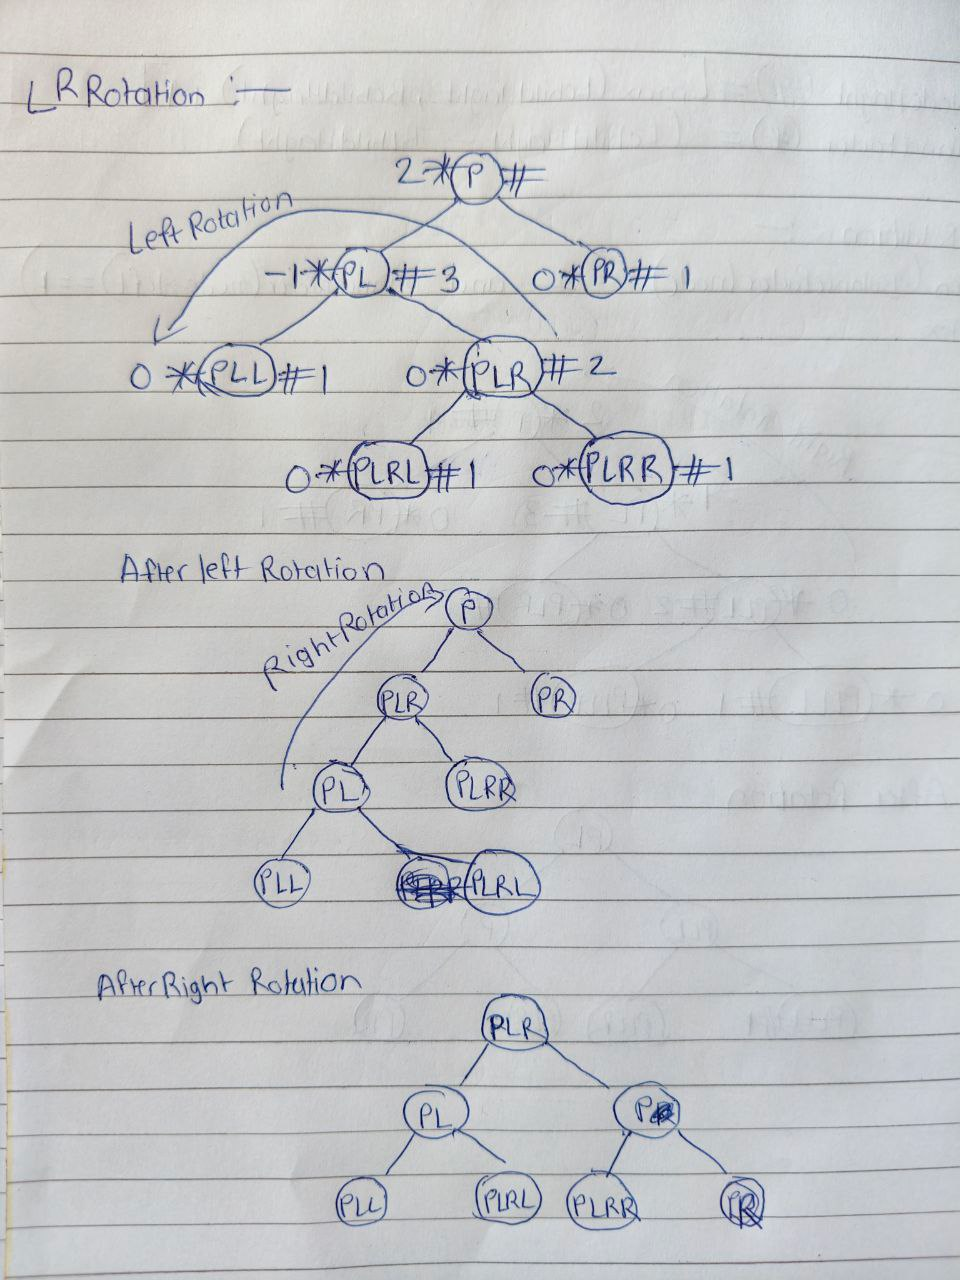 LR Rotation :—
2 * P #
Left Rotation
-1 * PL # 3 0 * PR # 1
0 * PLL # 1 0 * PLR # 2
0 * PLRL # 1 0 * PLRR # 1
After left Rotation
Right Rotation P
PLR PR
PL PLRR
PLL PLRL
After Right Rotation
PLR
PL P
PLL PLRL PLRR PR